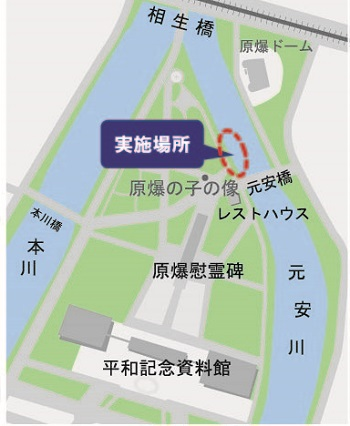 相生橋
原爆ドーム
実施場所
原爆の子の像
元安橋
レストハウス
本川橋
本川
原爆慰霊碑
元安川
平和記念資料館